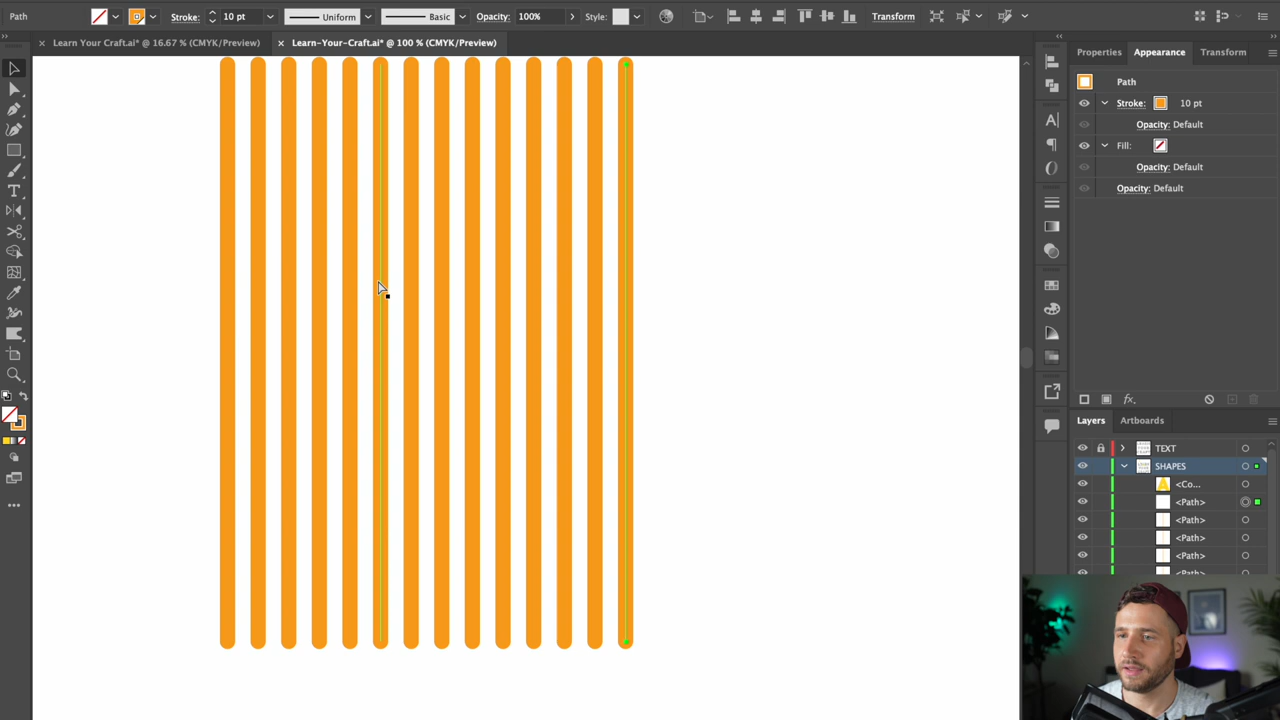 Path Stroke: 10 pt Uniform Basic Opacity: 100% Style: Transform
Learn Your Craft.ai* @ 16.67 % (CMYK/Preview)
Learn-Your-Craft.ai* @ 100 % (CMYK/Preview)
Properties Appearance Transform
Path
Stroke: 10 pt
Opacity: Default
Fill:
Opacity: Default
Opacity: Default
fx.
Layers Artboards
TEXT
SHAPES
<Co...
<Path>
<Path>
<Path>
<Path>
<Path>